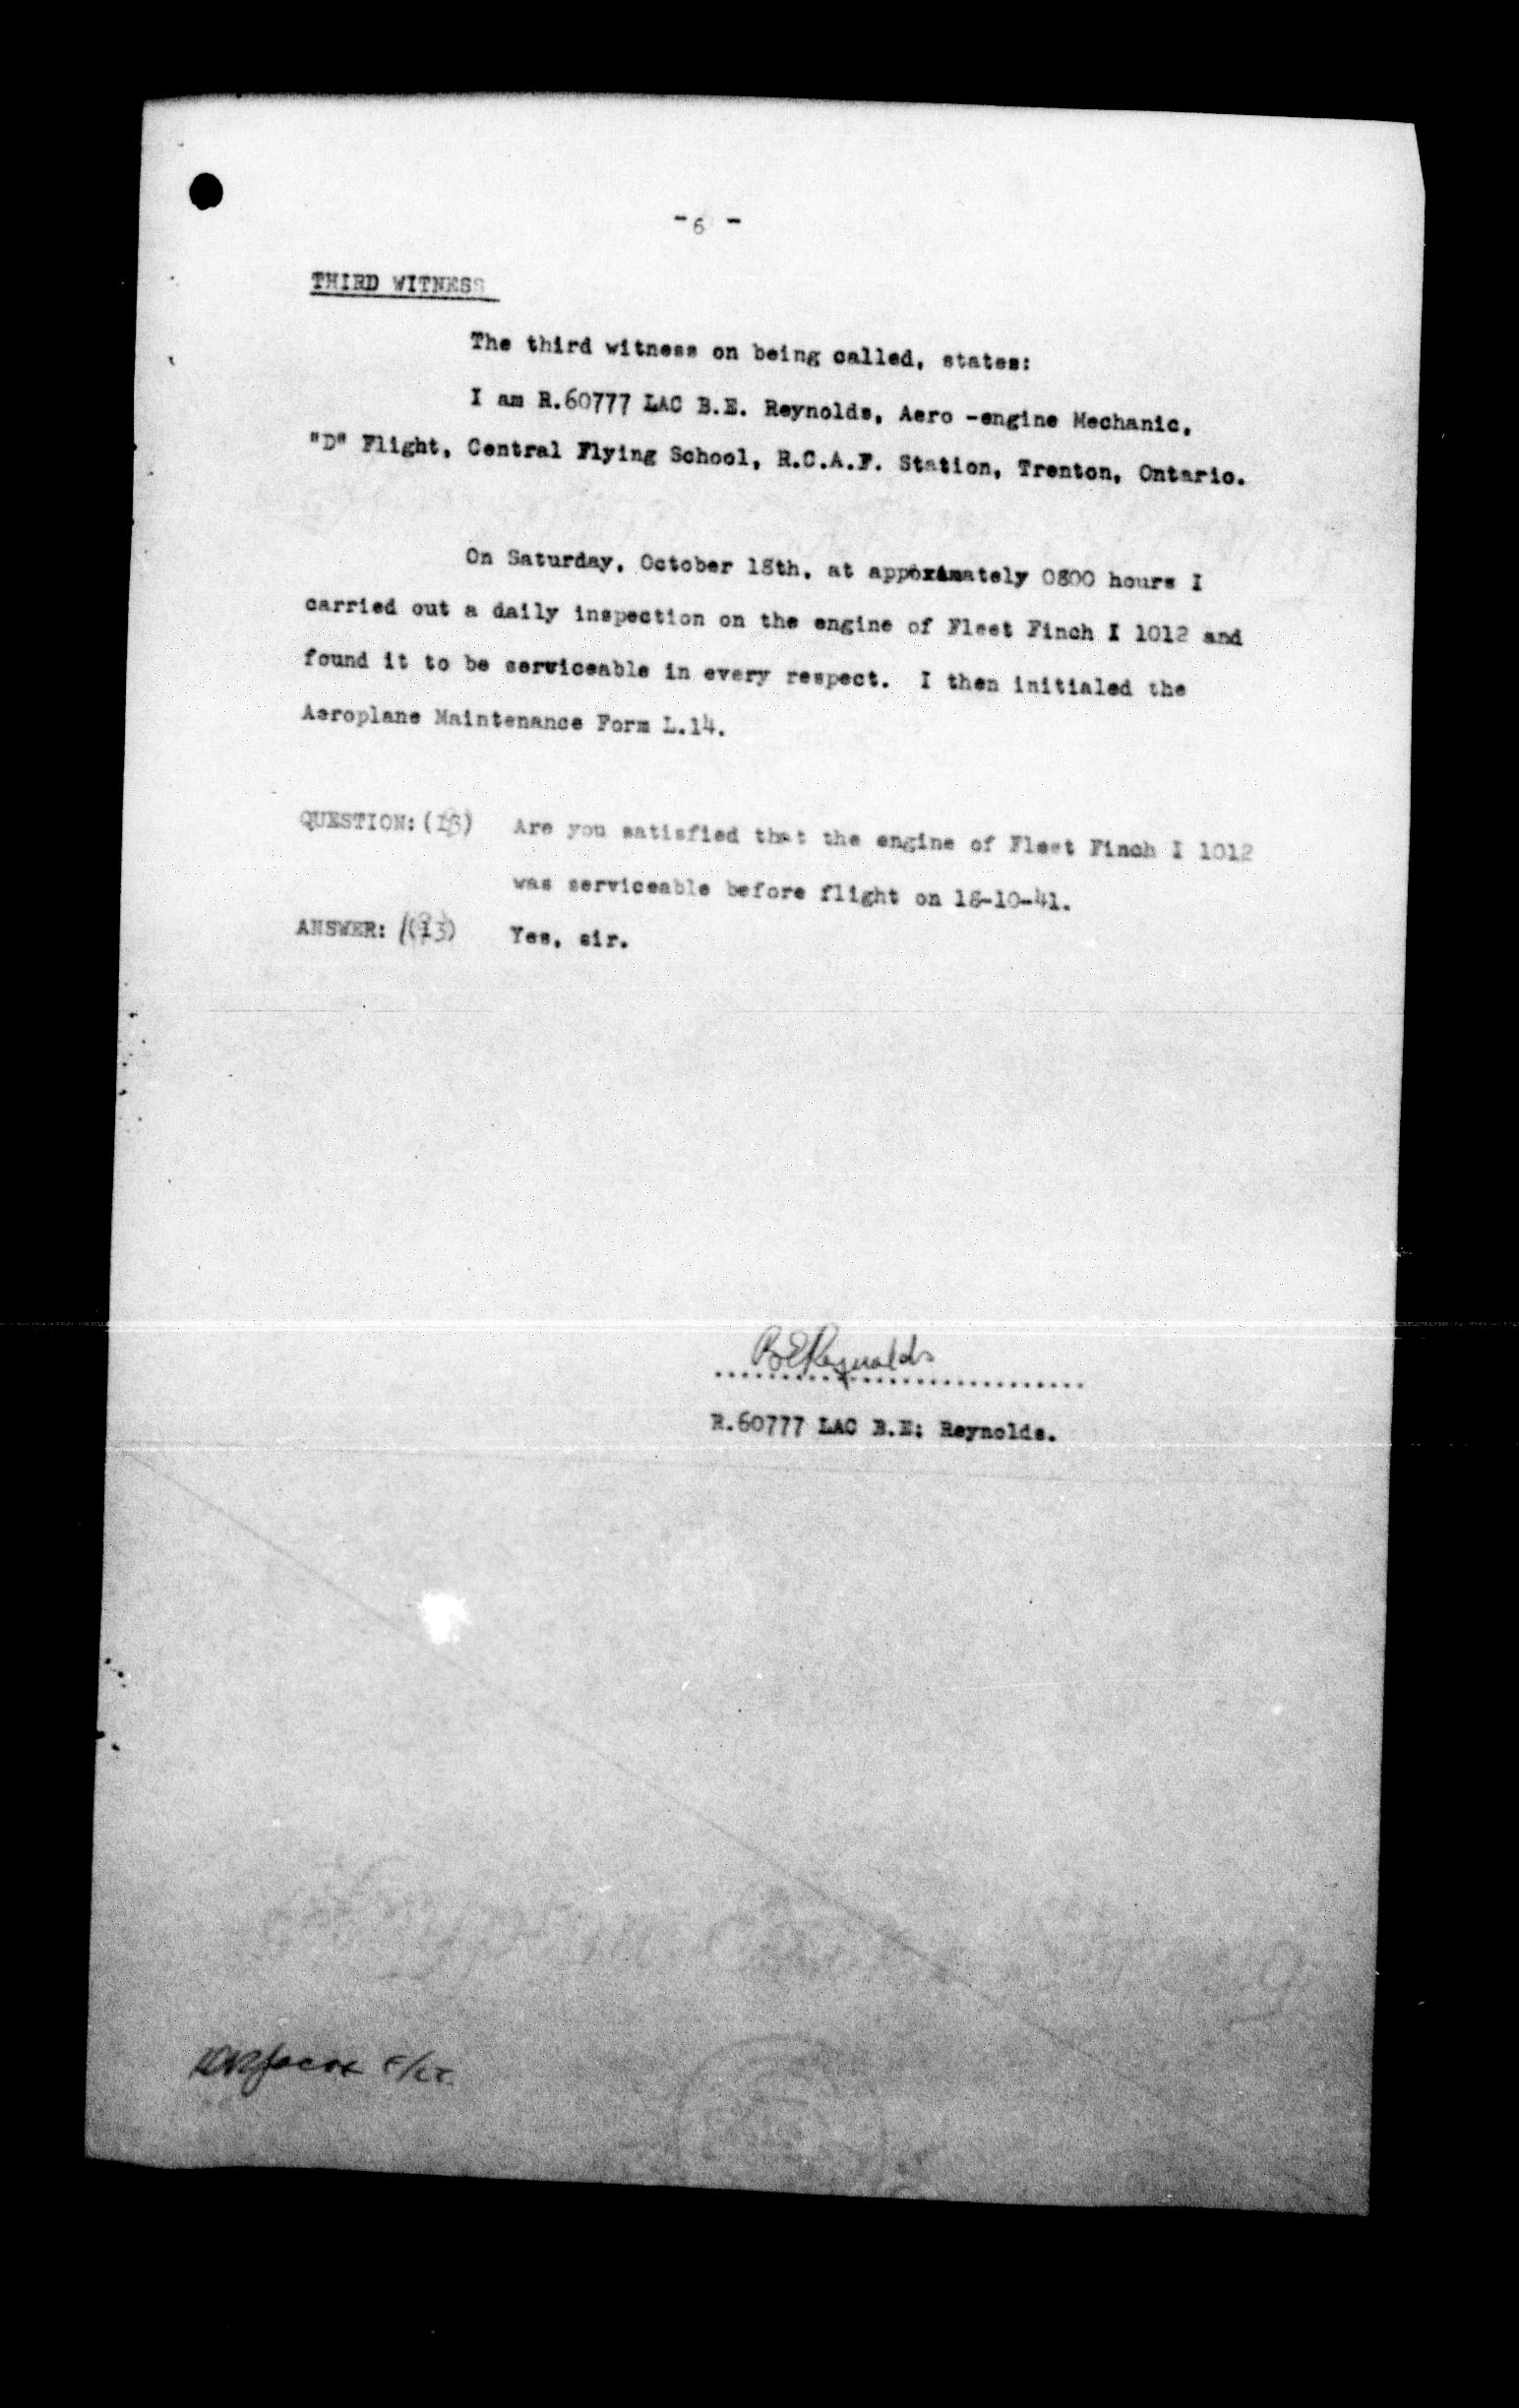 - 6 -
THIRD WITNESS
The third witness on being called, states:
I am R.60777 LAC B.E. Reynolds, Aero -engine Mechanic,
"D" Flight, Central Flying School, R.C.A.F. Station, Trenton, Ontario.
On Saturday, October 18th, at appoximately 0800 hours I
carried out a daily inspection on the engine of Fleet Finch I 1012 and
found it to be serviceable in every respect. I then initialed the
Aeroplane Maintenance Form L.14.
QUESTION: Are you satisfied that the engine of Fleet Finch I 1012
was serviceable before flight on 18-10-41.
ANSWER: Yes, sir.
BEReynolds
R.60777 LAC B.E: Reynolds.